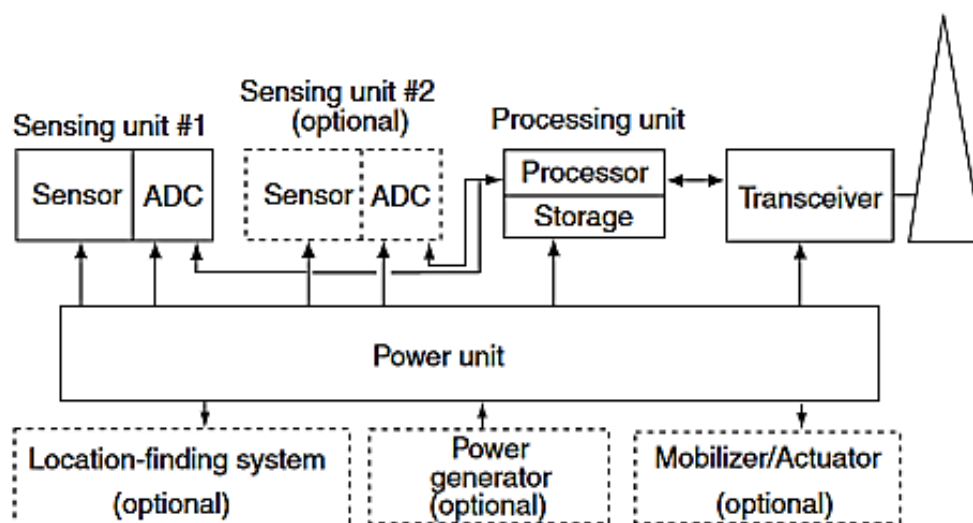 Sensing unit #1
Sensing unit #2
(optional)
Processing unit
Sensor
ADC
Sensor
ADC
Processor
Storage
Transceiver
Power unit
Location-finding system
(optional)
Power
generator
(optional)
Mobilizer/Actuator
(optional)